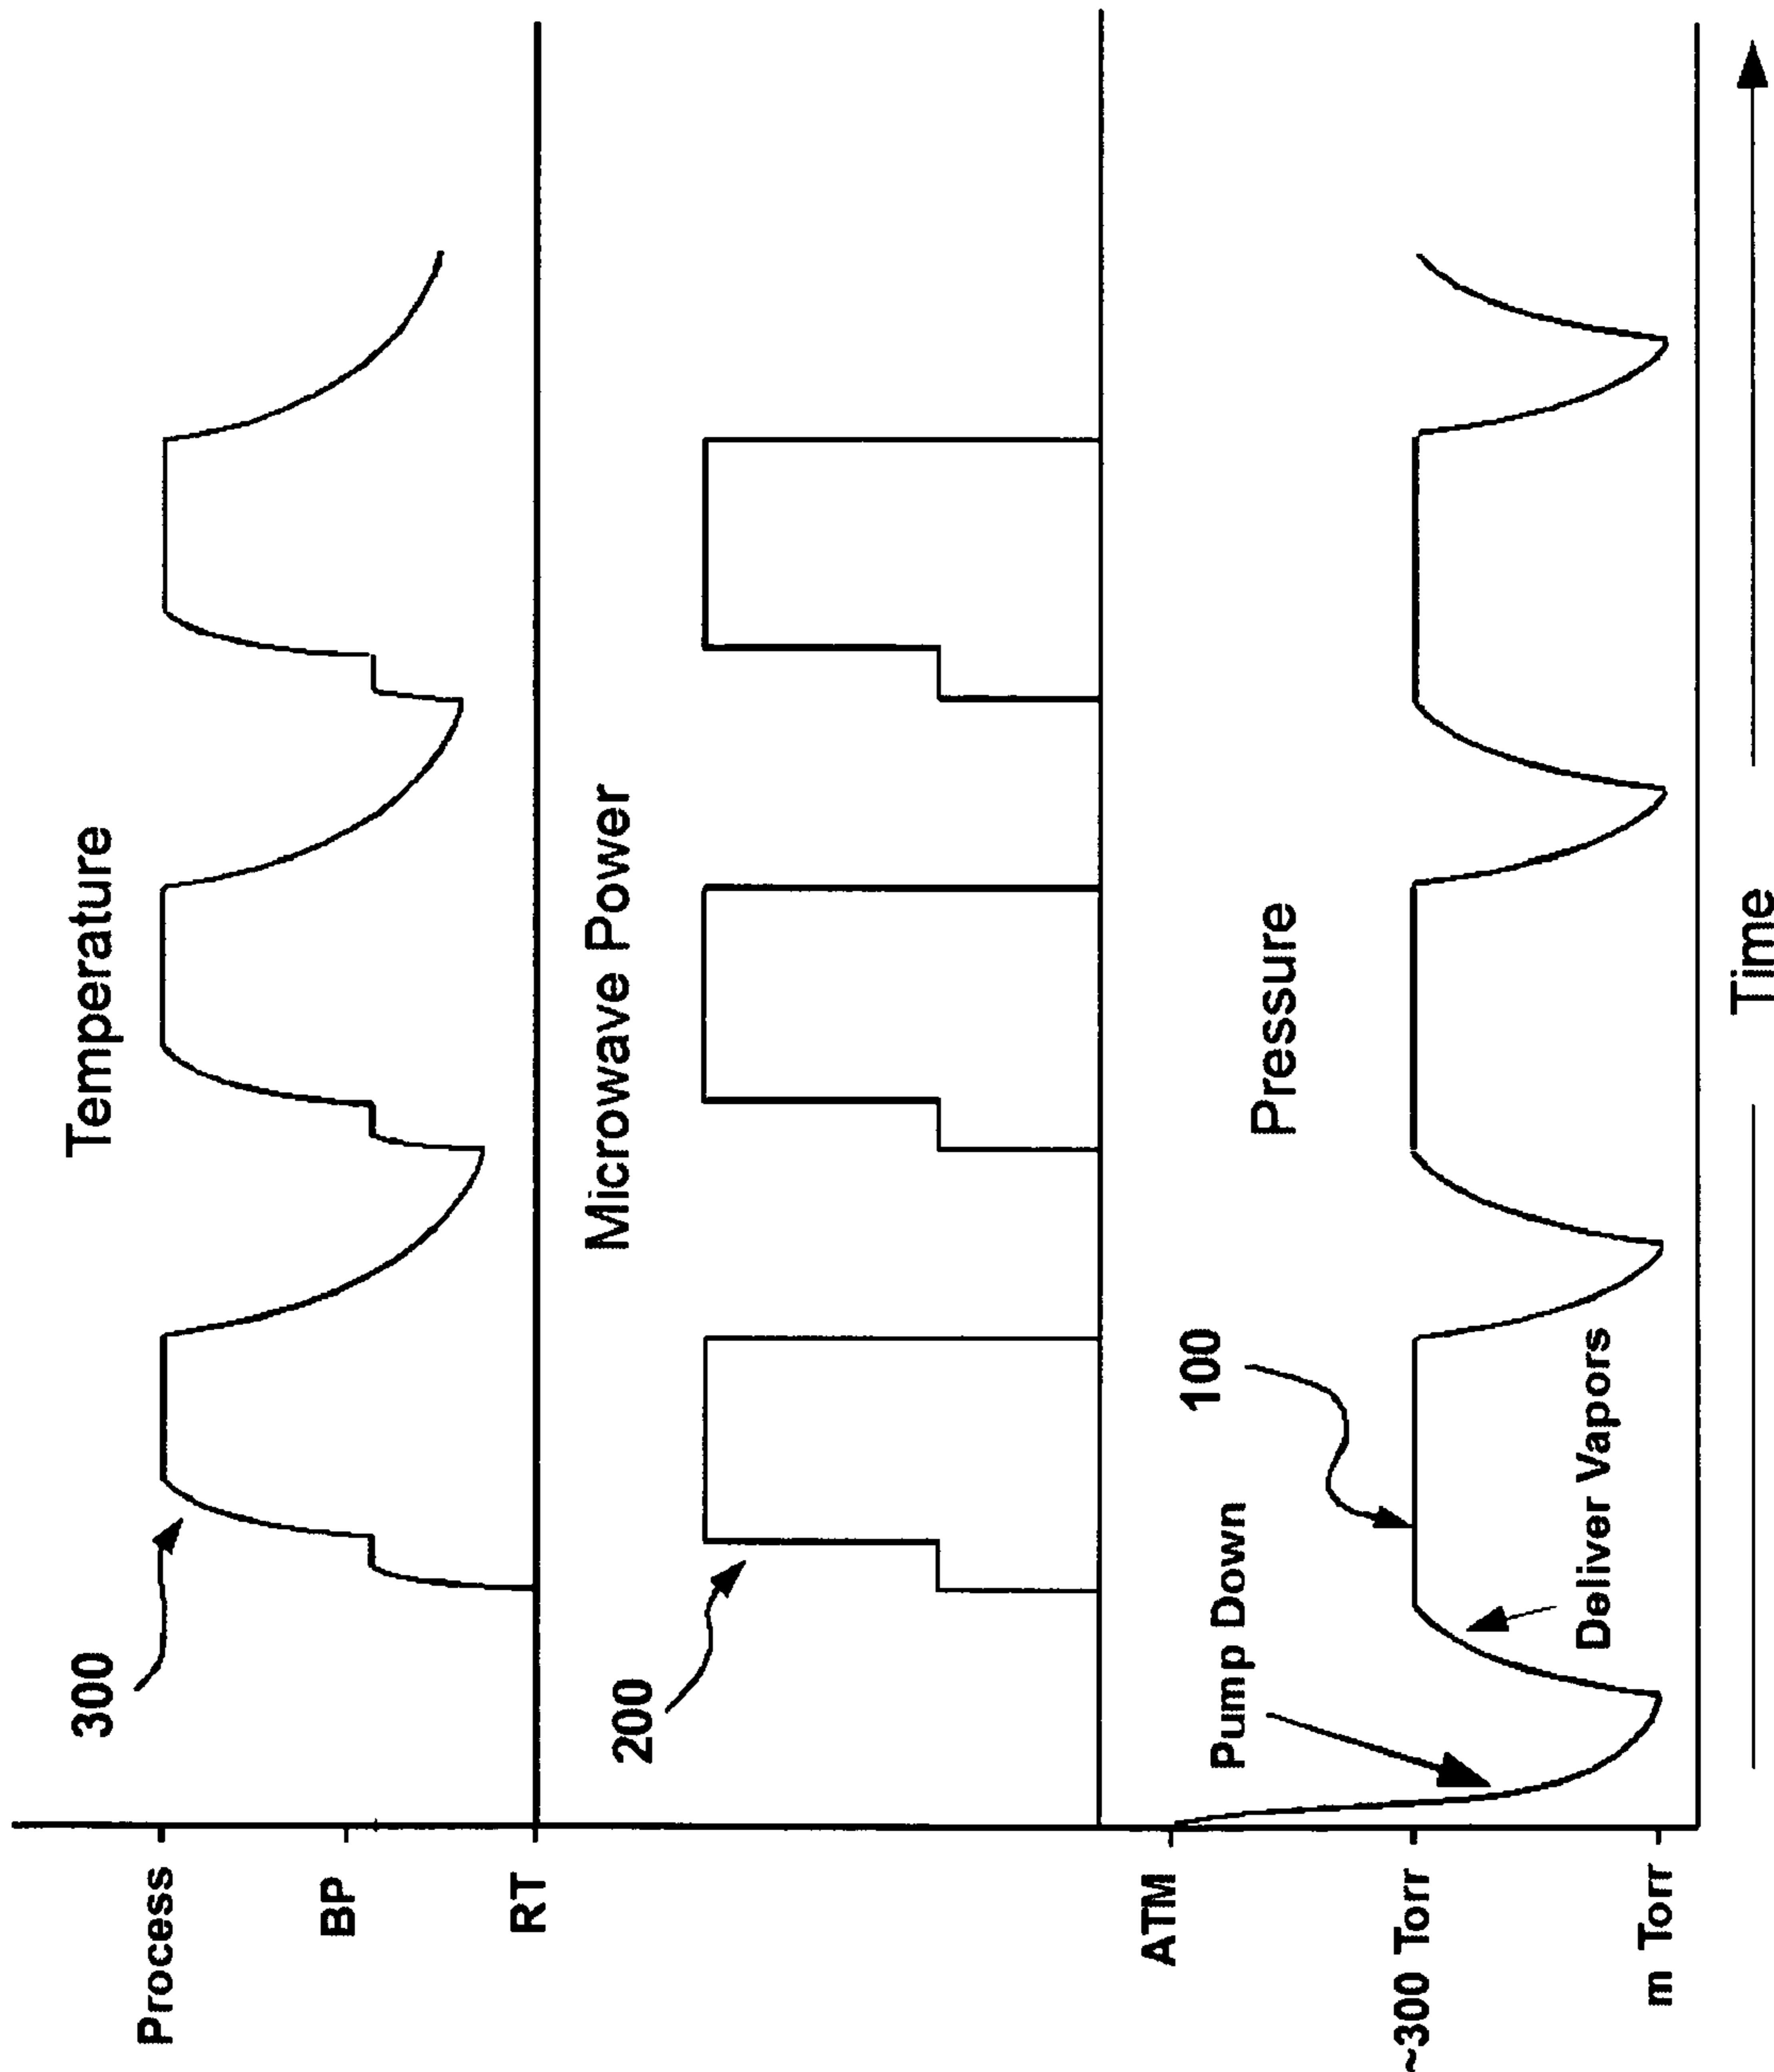 Temperature
300
Process
BP
RT
Microwave Power
200
Pressure
ATM
Pump Down
100
~300 Torr
Deliver Vapors
m Torr
Time